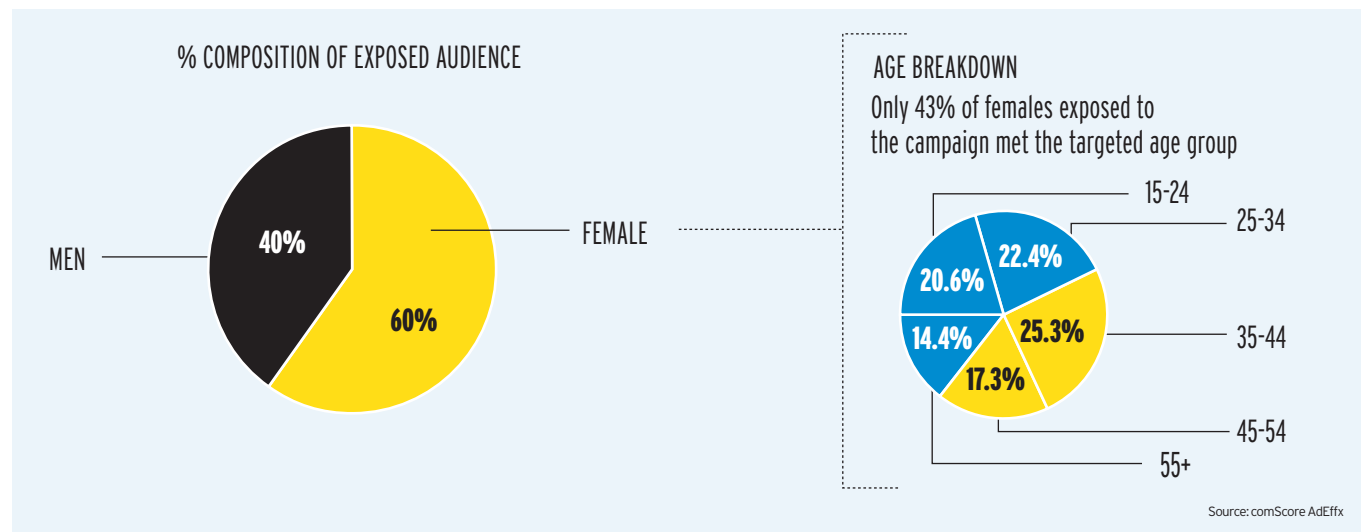 % COMPOSITION OF EXPOSED AUDIENCE
MEN
40%
60%
FEMALE
AGE BREAKDOWN
Only 43% of females exposed to
the campaign met the targeted age group
15-24
25-34
22.4%
20.6%
25.3%
35-44
14.4%
17.3%
45-54
55+
Source: comScore AdEffx